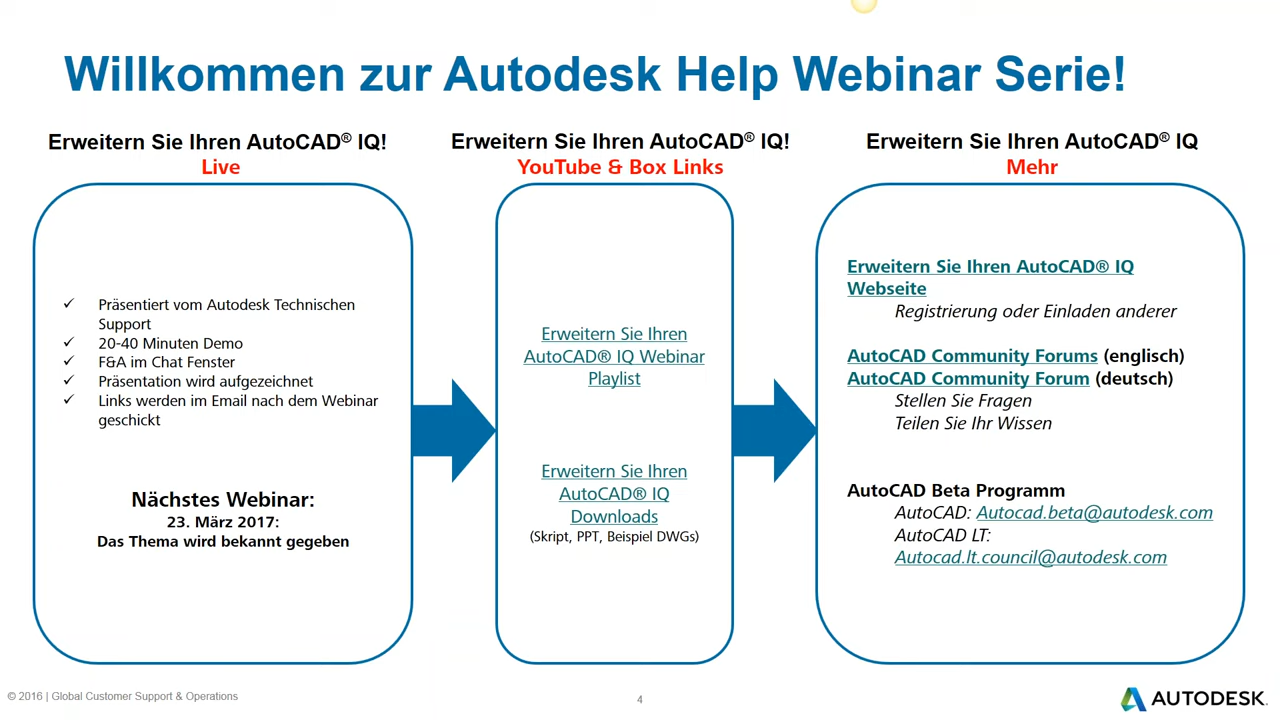 Willkommen zur Autodesk Help Webinar Serie!
Erweitern Sie Ihren AutoCAD® IQ!
Live
✓ Präsentiert vom Autodesk Technischen
Support
✓ 20-40 Minuten Demo
✓ F&A im Chat Fenster
✓ Präsentation wird aufgezeichnet
✓ Links werden im Email nach dem Webinar
geschickt
Nächstes Webinar:
23. März 2017:
Das Thema wird bekannt gegeben
Erweitern Sie Ihren AutoCAD® IQ!
YouTube & Box Links
Erweitern Sie Ihren
AutoCAD® IQ Webinar
Playlist
Erweitern Sie Ihren
AutoCAD® IQ
Downloads
(Skript, PPT, Beispiel DWGs)
Erweitern Sie Ihren AutoCAD® IQ
Mehr
Erweitern Sie Ihren AutoCAD® IQ
Webseite
Registrierung oder Einladen anderer
AutoCAD Community Forums (englisch)
AutoCAD Community Forum (deutsch)
Stellen Sie Fragen
Teilen Sie Ihr Wissen
AutoCAD Beta Programm
AutoCAD: Autocad.beta@autodesk.com
AutoCAD LT:
Autocad.lt.council@autodesk.com
© 2016 | Global Customer Support & Operations
4
AUTODESK.